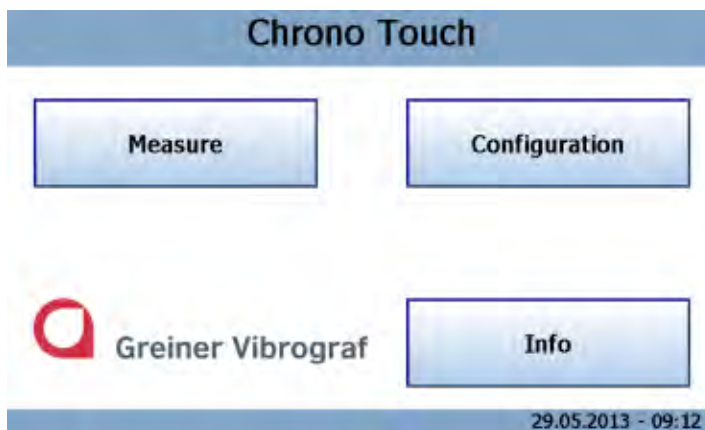 Chrono Touch
Measure
Configuration
Greiner Vibrograf
Info
29.05.2013 - 09:12